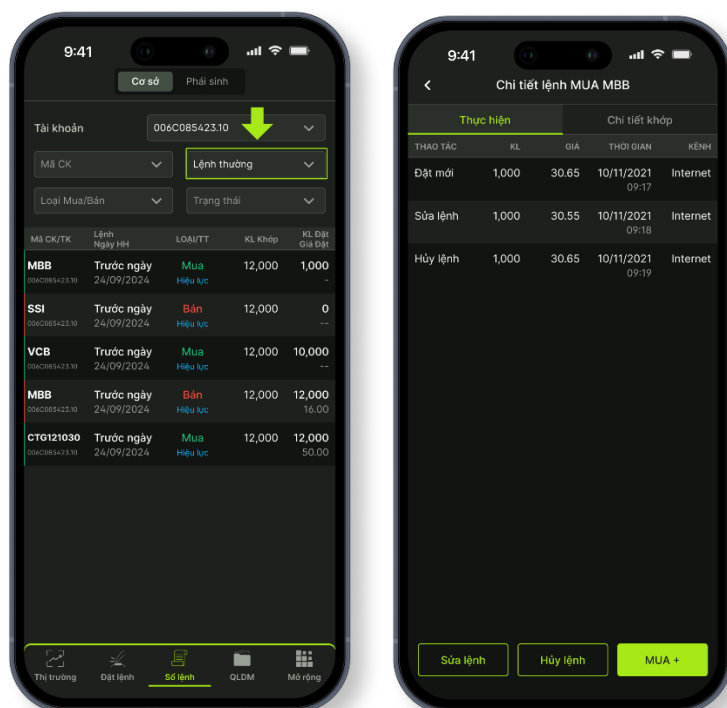 9:41
Cơ sở Phái sinh
Tài khoản 006C085423.10
Mã CK Lệnh thường
Loại Mua/Bán Trạng thái
Mã CK/TK Lệnh Ngày HH LOẠI/TT KL Khớp KL Đặt Giá Đặt
MBB Trước ngày Mua 12,000 1,000
006C085423.10 24/09/2024 Hiệu lực -
SSI Trước ngày Bán 12,000 0
006C085423.10 24/09/2024 Hiệu lực --
VCB Trước ngày Mua 12,000 10,000
006C085423.10 24/09/2024 Hiệu lực --
MBB Trước ngày Bán 12,000 12,000
006C085423.10 24/09/2024 Hiệu lực 16.00
CTG121030 Trước ngày Mua 12,000 12,000
006C085423.10 24/09/2024 Hiệu lực 50.00
Thị trường Đặt lệnh Sổ lệnh QLDM Mở rộng
9:41
Chi tiết lệnh MUA MBB
Thực hiện Chi tiết khớp
THAO TÁC KL GIÁ THỜI GIAN KÊNH
Đặt mới 1,000 30.65 10/11/2021 Internet
09:17
Sửa lệnh 1,000 30.55 10/11/2021 Internet
09:18
Hủy lệnh 1,000 30.65 10/11/2021 Internet
09:19
Sửa lệnh Hủy lệnh MUA +